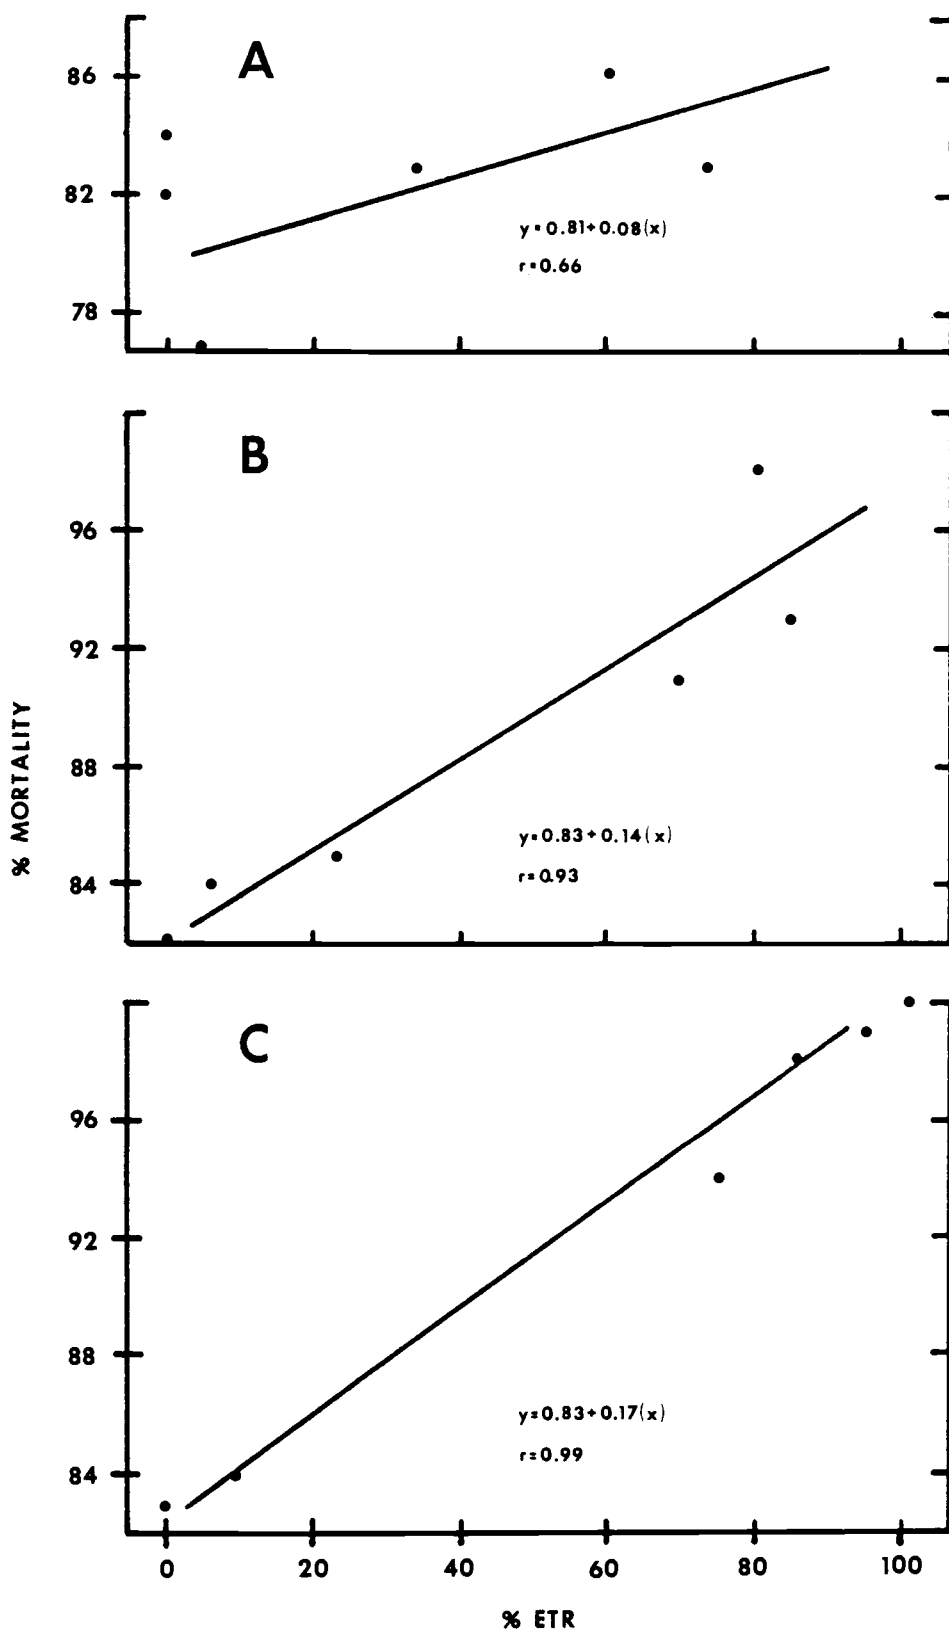 A
86
82
78
y=0.81+0.08(x)
r=0.66
B
96
92
88
84
y=0.83+0.14(x)
r=0.93
% MORTALITY
C
96
92
88
84
y=0.83+0.17(x)
r=0.99
0 20 40 60 80 100
% ETR